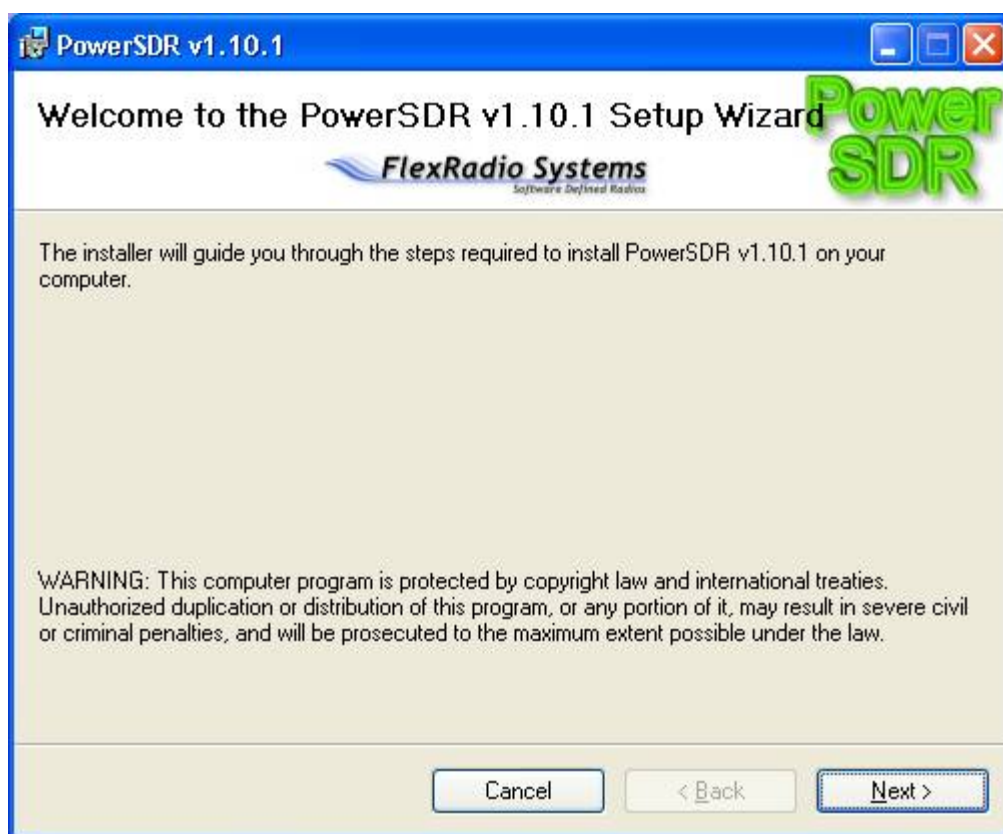 PowerSDR v1.10.1
Welcome to the PowerSDR v1.10.1 Setup Wizard
Power
SDR
FlexRadio Systems
Software Defined Radios
The installer will guide you through the steps required to install PowerSDR v1.10.1 on your
computer.
WARNING: This computer program is protected by copyright law and international treaties.
Unauthorized duplication or distribution of this program, or any portion of it, may result in severe civil
or criminal penalties, and will be prosecuted to the maximum extent possible under the law.
Cancel
< Back
Next >